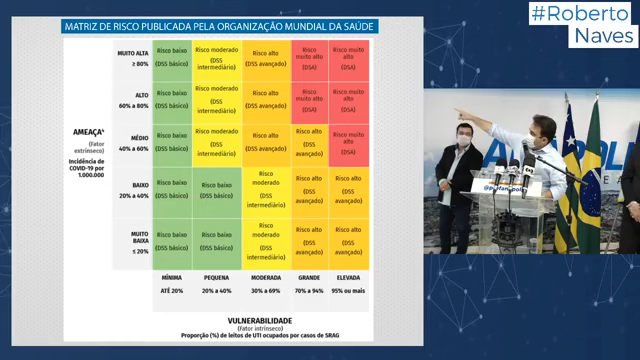 MATRIZ DE RISCO PUBLICADA PELA ORGANIZAÇÃO MUNDIAL DA SAÚDE
#Roberto
Naves
MUITO ALTA
≥ 80%
Risco baixo
(DSS básico)
Risco moderado
(DSS
intermediário)
Risco alto
(DSS avançado)
Risco
muito alto
(DSA)
Risco muito
alto
(DSA)
ALTO
60% a 80%
Risco baixo
(DSS básico)
Risco moderado
(DSS
intermediário)
Risco alto
(DSS avançado)
Risco
muito alto
(DSA)
Risco muito
alto
(DSA)
AMEAÇA⁴
(Fator
extrínseco)
Incidência de
COVID-19 por
1.000.000
MÉDIO
40% a 60%
Risco baixo
(DSS básico)
Risco moderado
(DSS
intermediário)
Risco alto
(DSS avançado)
Risco alto
(DSS
avançado)
Risco muito
alto
(DSA)
BAIXO
20% a 40%
Risco baixo
(DSS básico)
Risco baixo
(DSS básico)
Risco
moderado
(DSS
intermediário)
Risco alto
(DSS
avançado)
Risco alto
(DSS
avançado)
MUITO
BAIXA
≤ 20%
Risco baixo
(DSS básico)
Risco baixo
(DSS básico)
Risco
moderado
(DSS
intermediário)
Risco alto
(DSS
avançado)
Risco alto
(DSS
avançado)
MÍNIMA
ATÉ 20%
PEQUENA
20% a 40%
MODERADA
30% a 69%
GRANDE
70% a 94%
ELEVADA
95% ou mais
VULNERABILIDADE
(Fator intrínseco)
Proporção (%) de leitos de UTI ocupados por casos de SRAG